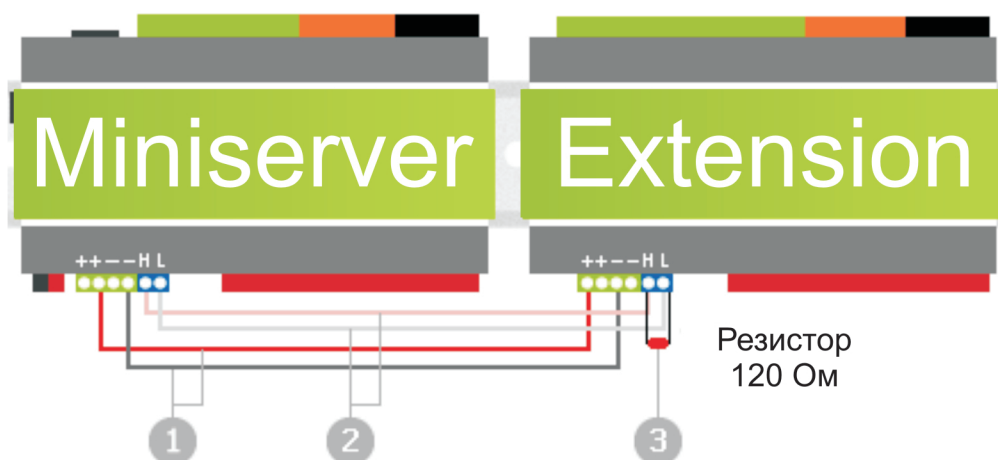 Miniserver
Extension
++−−H L
++−−H L
Резистор
120 Ом
1
2
3